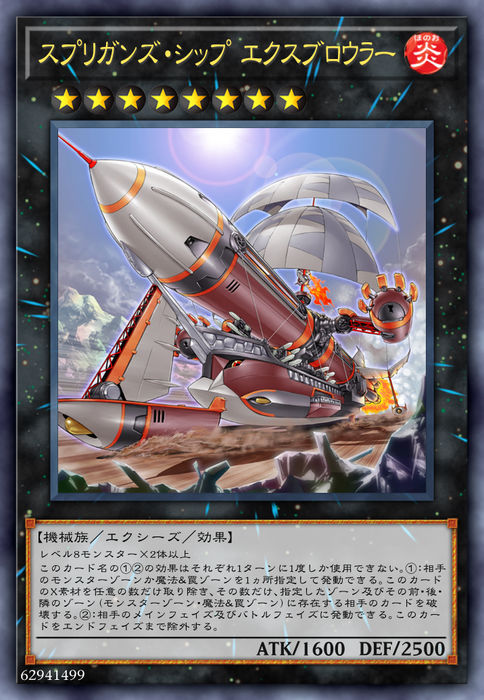 スプリガンズ・シップ エクスブロウラー
ほのお
炎
【機械族／エクシーズ／効果】
レベル8モンスター×2体以上
このカード名の①②の効果はそれぞれ1ターンに1度しか使用できない。①：相手
のモンスターゾーンか魔法&罠ゾーンを1ヵ所指定して発動できる。このカード
のX素材を任意の数だけ取り除き、その数だけ、指定したゾーン及びその前・後・
隣のゾーン（モンスターゾーン・魔法&罠ゾーン）に存在する相手のカードを破
壊する。②：相手のメインフェイズ及びバトルフェイズに発動できる。このカー
ドをエンドフェイズまで除外する。
ATK/1600 DEF/2500
62941499